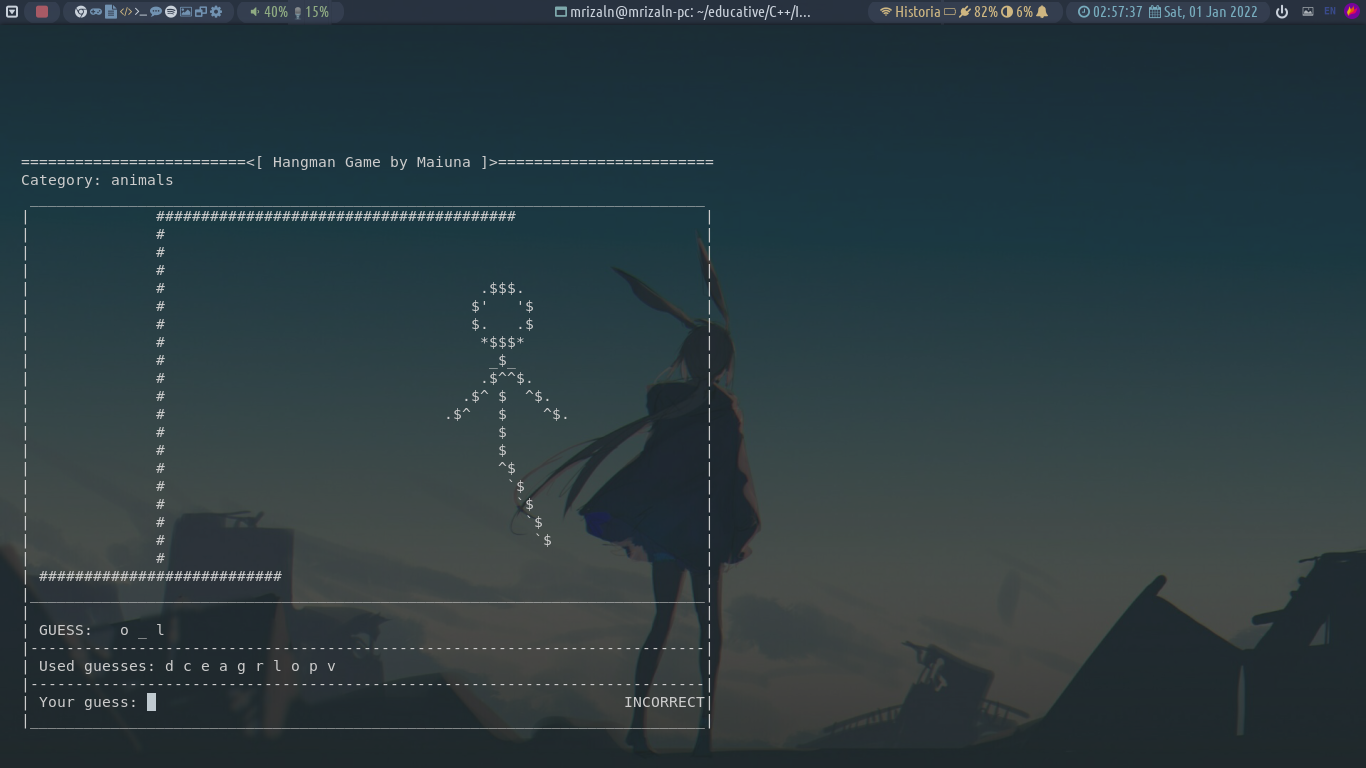 40% 15% mrizaln@mrizaln-pc: ~/educative/C++/I... Historia 82% 6% 02:57:37 Sat, 01 Jan 2022 EN
=========================<[ Hangman Game by Maiuna ]>========================
Category: animals
########################################
#
#
#
# .$$$.
# $' '$
# $. .$
# *$$$*
# _$_
# .$^^$.
# .$^ $ ^$.
# .$^ $ ^$.
# $
# $
# ^$
# `$
# `$
# `$
# `$
#
###########################
GUESS: o _ l
Used guesses: d c e a g r l o p v
Your guess: INCORRECT